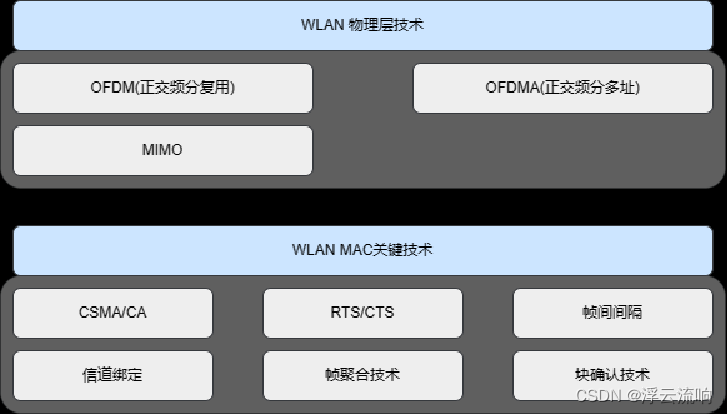 WLAN 物理层技术
OFDM(正交频分复用)
OFDMA(正交频分多址)
MIMO
WLAN MAC关键技术
CSMA/CA
RTS/CTS
帧间间隔
信道绑定
帧聚合技术
块确认技术
CSDN @浮云流响